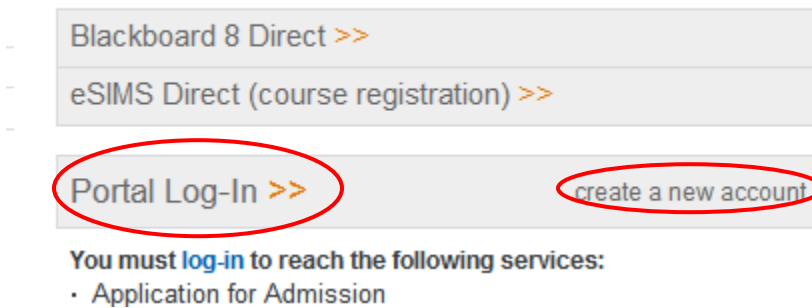 Blackboard 8 Direct >>
eSIMS Direct (course registration) >>
Portal Log-In >> create a new account
You must log-in to reach the following services:
· Application for Admission